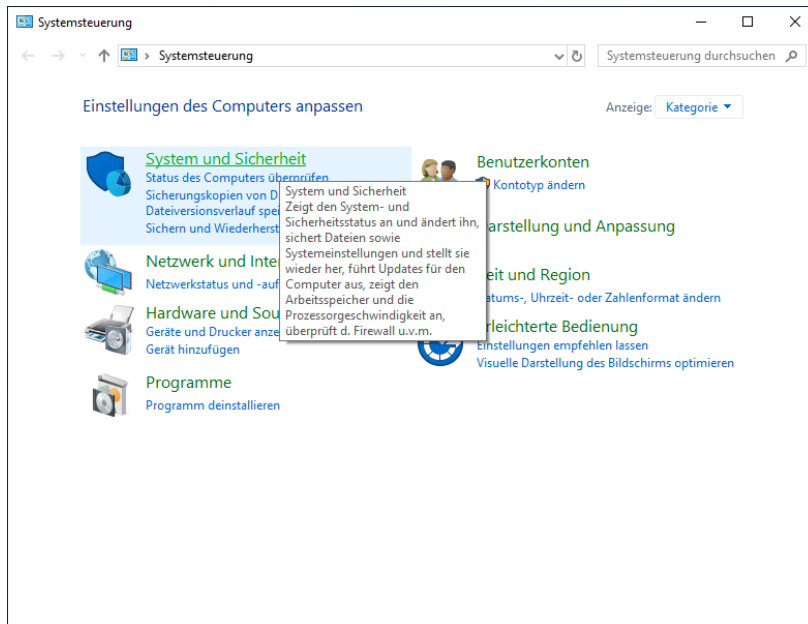 Systemsteuerung
Systemsteuerung
Systemsteuerung durchsuchen
Einstellungen des Computers anpassen
Anzeige: Kategorie
System und Sicherheit
Status des Computers überprüfen
Sicherungskopien von D
Dateiversionsverlauf spei
Sichern und Wiederherst
Netzwerk und Inte
Netzwerkstatus und -auf
Hardware und Sou
Geräte und Drucker anze
Gerät hinzufügen
Programme
Programm deinstallieren
System und Sicherheit
Zeigt den System- und
Sicherheitsstatus an und ändert ihn,
sichert Dateien sowie
Systemeinstellungen und stellt sie
wieder her, führt Updates für den
Computer aus, zeigt den
Arbeitsspeicher und die
Prozessorgeschwindigkeit an,
überprüft d. Firewall u.v.m.
Benutzerkonten
Kontotyp ändern
arstellung und Anpassung
eit und Region
atums-, Uhrzeit- oder Zahlenformat ändern
rleichterte Bedienung
Einstellungen empfehlen lassen
Visuelle Darstellung des Bildschirms optimieren